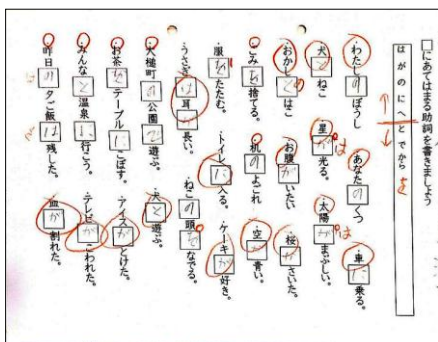 □にあてはまる助詞を書きましょう
はがのにへとでから を
わたしのぼうし あなたのくつ 車に乗る。
犬とねこ 星が光る。 は 太陽がまぶしい。 は
おかしとはこ お腹がいたい 桜がさいた。
ごみを捨てる。 机のよごれ 空が青い。
服をたたむ。 トイレに入る。 ケーキが好き。
うさぎは耳が長い。 ねこの頭をなでる。
大槌町の公園で遊ぶ。 犬と遊ぶ。
お茶をテーブルにこぼす。 アイスがとけた。
みんなと温泉に行こう。 テレビがこわれた。
昨日の夕ご飯は残した。 皿が割れた。